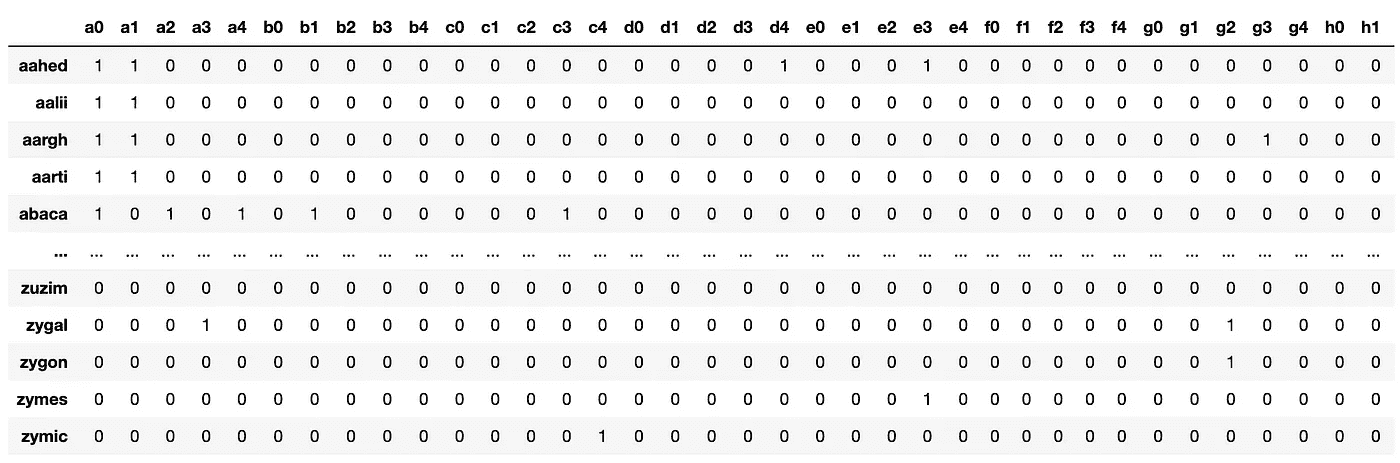 a0 a1 a2 a3 a4 b0 b1 b2 b3 b4 c0 c1 c2 c3 c4 d0 d1 d2 d3 d4 e0 e1 e2 e3 e4 f0 f1 f2 f3 f4 g0 g1 g2 g3 g4 h0 h1
aahed 1 1 0 0 0 0 0 0 0 0 0 0 0 0 0 0 0 0 0 1 0 0 0 1 0 0 0 0 0 0 0 0 0 0 0 0 0
aalii 1 1 0 0 0 0 0 0 0 0 0 0 0 0 0 0 0 0 0 0 0 0 0 0 0 0 0 0 0 0 0 0 0 0 0 0 0
aargh 1 1 0 0 0 0 0 0 0 0 0 0 0 0 0 0 0 0 0 0 0 0 0 0 0 0 0 0 0 0 0 0 0 1 0 0 0
aarti 1 1 0 0 0 0 0 0 0 0 0 0 0 0 0 0 0 0 0 0 0 0 0 0 0 0 0 0 0 0 0 0 0 0 0 0 0
abaca 1 0 1 0 1 0 1 0 0 0 0 0 0 1 0 0 0 0 0 0 0 0 0 0 0 0 0 0 0 0 0 0 0 0 0 0 0
... ... ... ... ... ... ... ... ... ... ... ... ... ... ... ... ... ... ... ... ... ... ... ... ... ... ... ... ... ... ... ... ... ... ... ... ... ...
zuzim 0 0 0 0 0 0 0 0 0 0 0 0 0 0 0 0 0 0 0 0 0 0 0 0 0 0 0 0 0 0 0 0 0 0 0 0 0
zygal 0 0 0 1 0 0 0 0 0 0 0 0 0 0 0 0 0 0 0 0 0 0 0 0 0 0 0 0 0 0 0 0 1 0 0 0 0
zygon 0 0 0 0 0 0 0 0 0 0 0 0 0 0 0 0 0 0 0 0 0 0 0 0 0 0 0 0 0 0 0 0 1 0 0 0 0
zymes 0 0 0 0 0 0 0 0 0 0 0 0 0 0 0 0 0 0 0 0 0 0 0 1 0 0 0 0 0 0 0 0 0 0 0 0 0
zymic 0 0 0 0 0 0 0 0 0 0 0 0 0 0 1 0 0 0 0 0 0 0 0 0 0 0 0 0 0 0 0 0 0 0 0 0 0